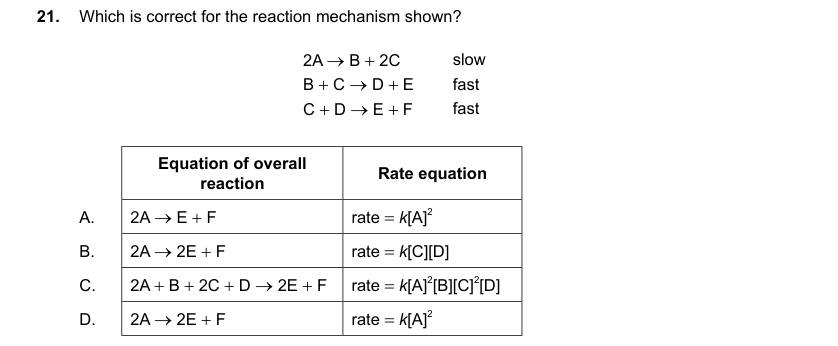 21. Which is correct for the reaction mechanism shown?
2A → B + 2C slow
B + C → D + E fast
C + D → E + F fast
Equation of overall reaction Rate equation
A. 2A → E + F rate = k[A]²
B. 2A → 2E + F rate = k[C][D]
C. 2A + B + 2C + D → 2E + F rate = k[A]²[B][C]²[D]
D. 2A → 2E + F rate = k[A]²